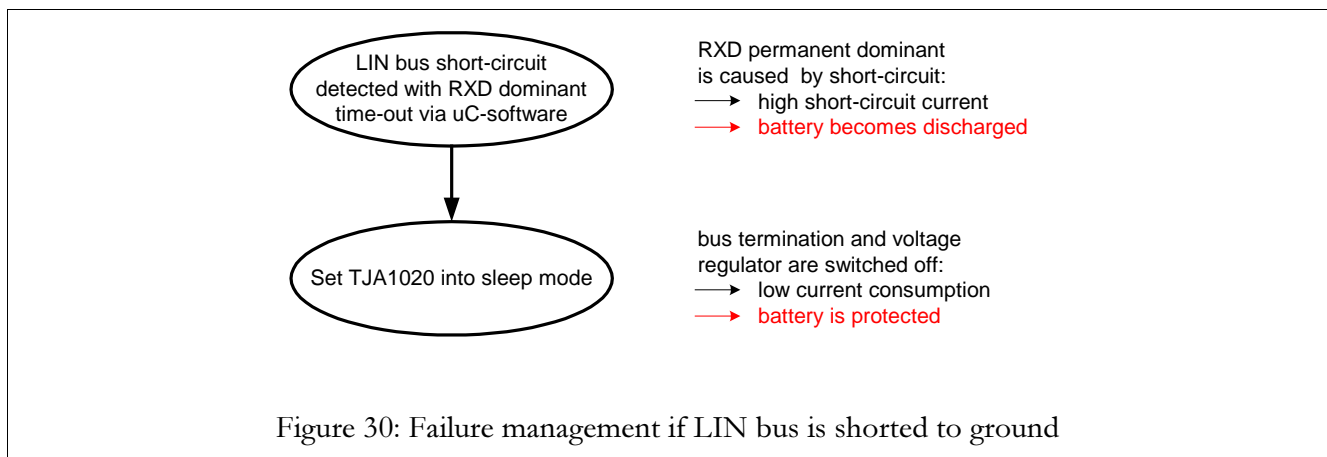 LIN bus short-circuit
detected with RXD dominant
time-out via uC-software
RXD permanent dominant
is caused by short-circuit:
high short-circuit current
battery becomes discharged
Set TJA1020 into sleep mode
bus termination and voltage
regulator are switched off:
low current consumption
battery is protected
Figure 30: Failure management if LIN bus is shorted to ground